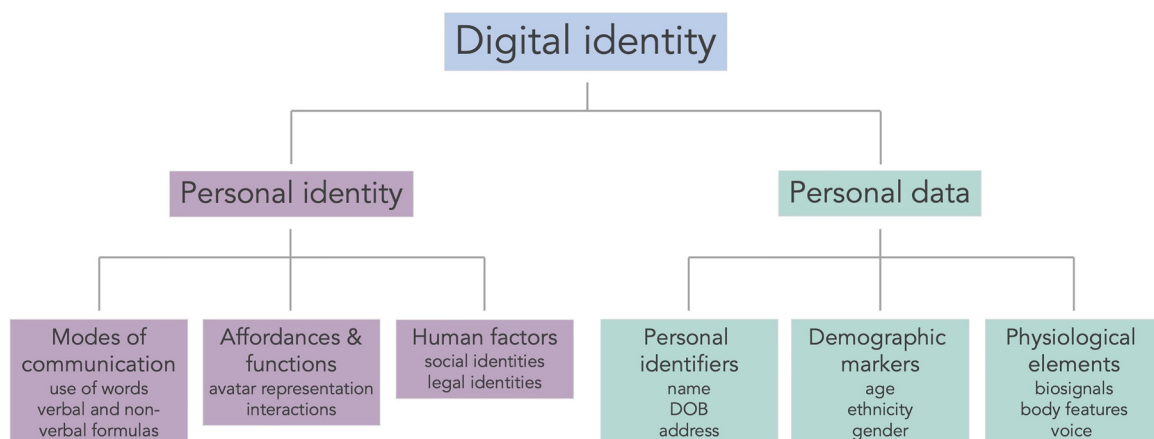 Digital identity
Personal identity
Personal data
Modes of
communication
use of words
verbal and non-
verbal formulas
Affordances &
functions
avatar representation
interactions
Human factors
social identities
legal identities
Personal
identifiers
name
DOB
address
Demographic
markers
age
ethnicity
gender
Physiological
elements
biosignals
body features
voice